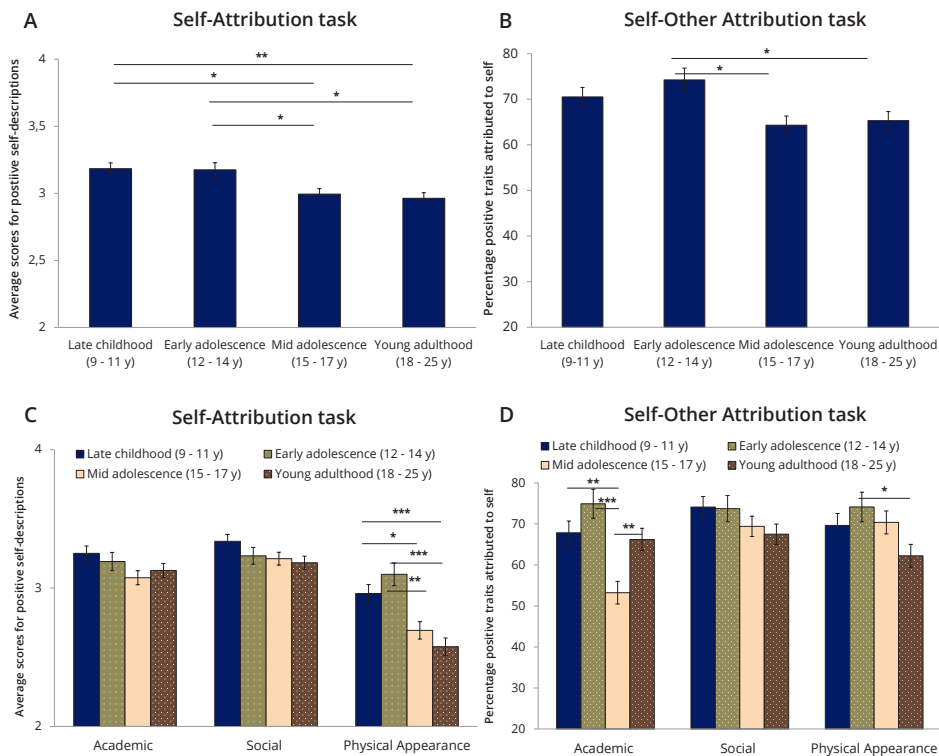 A
Self-Attribution task
Average scores for postiive self-descriptions
4
3,5
3
2,5
2
**
*
*
*
Late childhood
(9 - 11 y)
Early adolescence
(12 - 14 y)
Mid adolescence
(15 - 17 y)
Young adulthood
(18 - 25 y)
B
Self-Other Attribution task
Percentage positive traits attributed to self
80
70
60
50
40
30
20
*
*
Late childhood
(9-11 y)
Early adolescence
(12 - 14 y)
Mid adolescence
(15 - 17 y)
Young adulthood
(18 - 25 y)
C
Self-Attribution task
Average scores for positive self-descriptions
4
3
2
Late childhood (9 - 11 y)
Early adolescence (12 - 14 y)
Mid adolescence (15 - 17 y)
Young adulthood (18 - 25 y)
***
*
***
**
Academic
Social
Physical Appearance
D
Self-Other Attribution task
Percentage positive traits attributed to self
80
70
60
50
40
30
20
Late childhood (9 - 11 y)
Early adolescence (12 - 14 y)
Mid adolescence (15 - 17 y)
Young adulthood (18 - 25 y)
**
***
**
*
Academic
Social
Physical Appearance